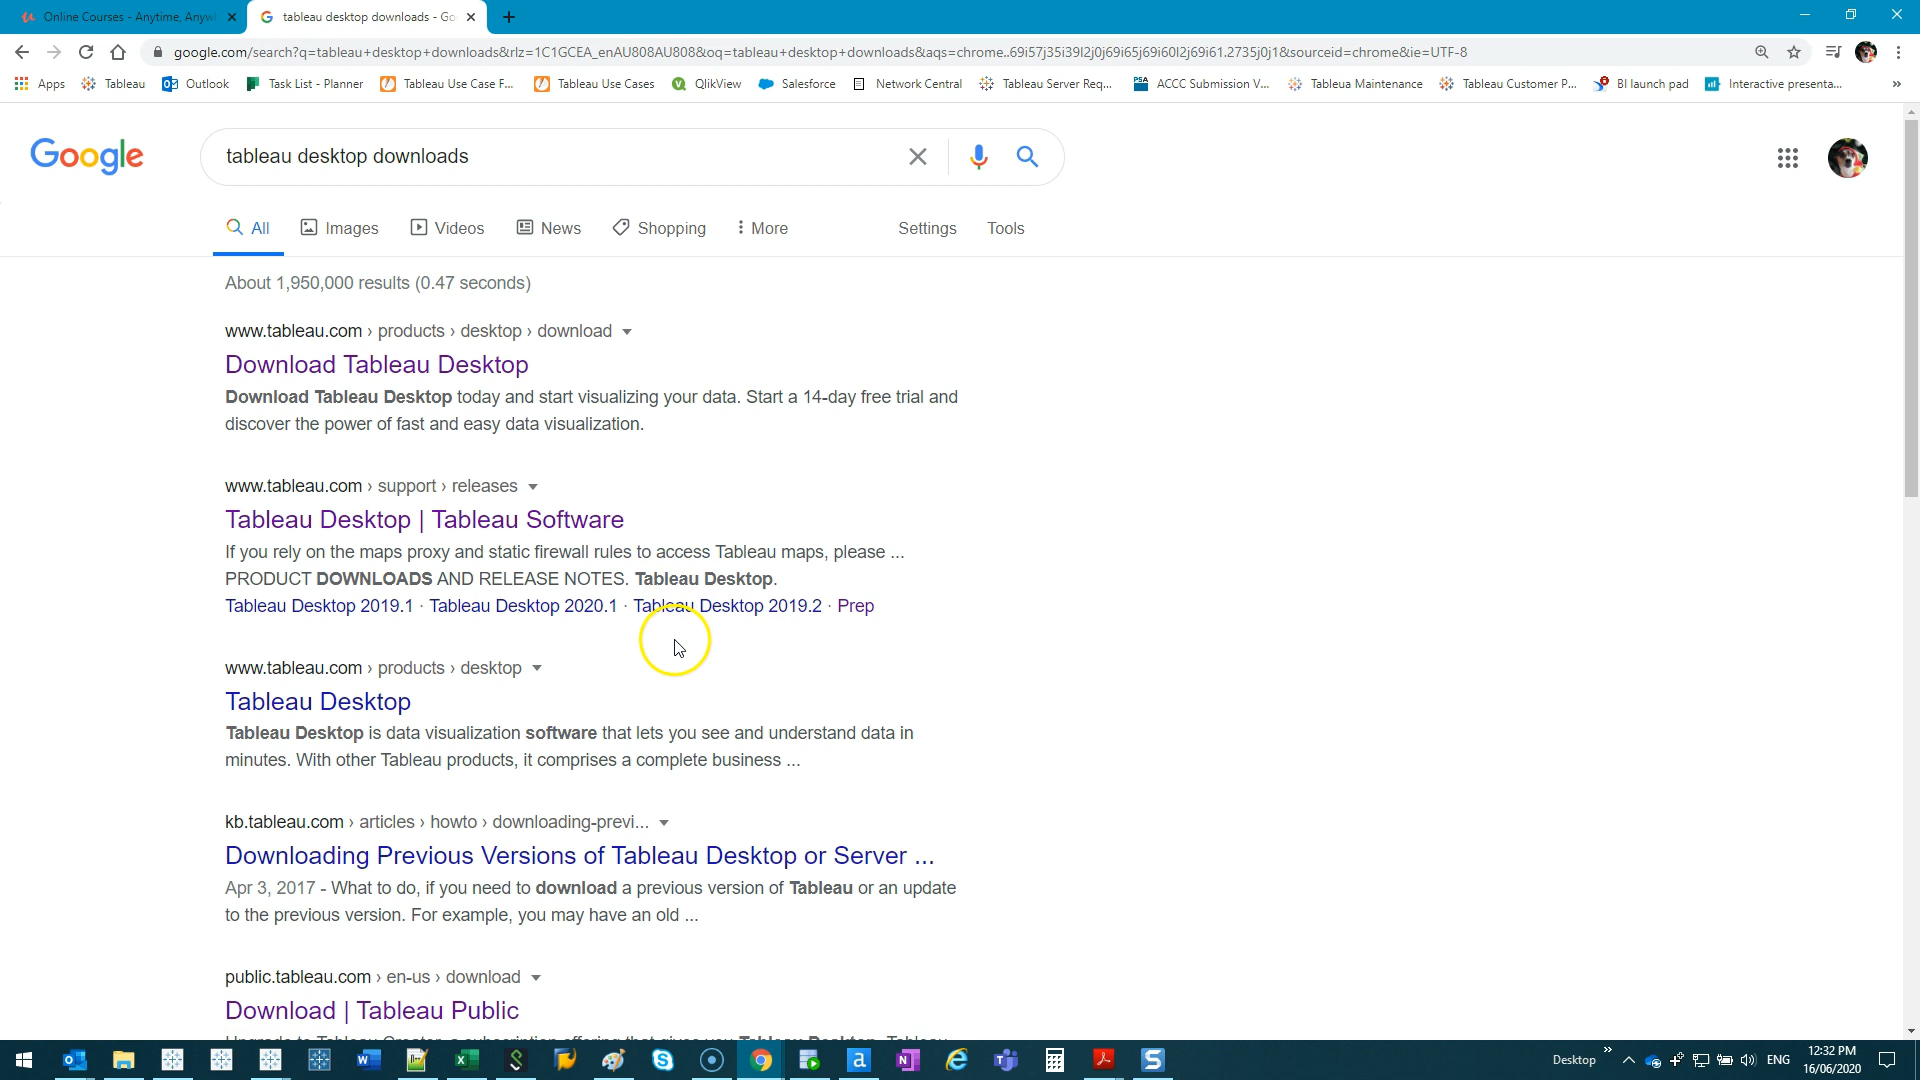 Online Courses - Anytime, Anyw
tableau desktop downloads - Go
google.com/search?q=tableau+desktop+downloads&rlz=1C1GCEA_enAU808AU808&oq=tableau+desktop+downloads&aqs=chrome..69i57j35i39l2j0j69i65j69i60l2j69i61.2735j0j1&sourceid=chrome&ie=UTF-8
Apps Tableau Outlook Task List - Planner Tableau Use Case F... Tableau Use Cases QlikView Salesforce Network Central Tableau Server Req... ACCC Submission V... Tableua Maintenance Tableau Customer P... BI launch pad Interactive presenta... »
Google
tableau desktop downloads
All Images Videos News Shopping More Settings Tools
About 1,950,000 results (0.47 seconds)
www.tableau.com › products › desktop › download
Download Tableau Desktop
Download Tableau Desktop today and start visualizing your data. Start a 14-day free trial and
discover the power of fast and easy data visualization.
www.tableau.com › support › releases
Tableau Desktop | Tableau Software
If you rely on the maps proxy and static firewall rules to access Tableau maps, please ...
PRODUCT DOWNLOADS AND RELEASE NOTES. Tableau Desktop.
Tableau Desktop 2019.1 · Tableau Desktop 2020.1 · Tableau Desktop 2019.2 · Prep
www.tableau.com › products › desktop
Tableau Desktop
Tableau Desktop is data visualization software that lets you see and understand data in
minutes. With other Tableau products, it comprises a complete business ...
kb.tableau.com › articles › howto › downloading-previ...
Downloading Previous Versions of Tableau Desktop or Server ...
Apr 3, 2017 - What to do, if you need to download a previous version of Tableau or an update
to the previous version. For example, you may have an old ...
public.tableau.com › en-us › download
Download | Tableau Public
Upgrade to Tableau Creator, a subscription offering that gives you Tableau Desktop, Tableau
Desktop » ENG 12:32 PM
16/06/2020